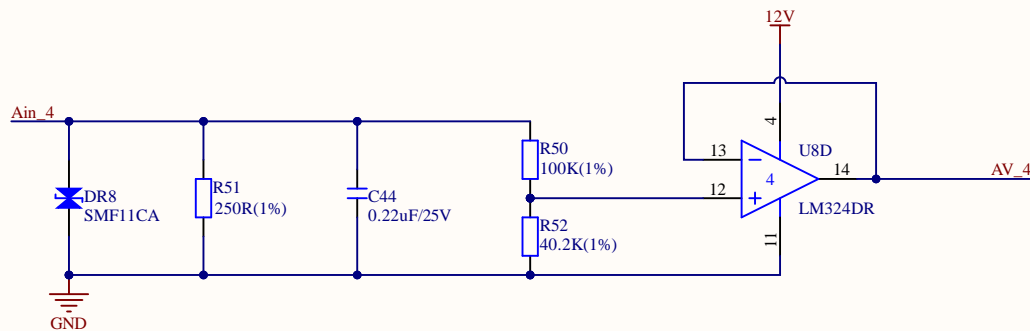 12V
Ain_4
4
U8D
13
R50
100K(1%)
14
AV_4
4
DR8
SMF11CA
R51
250R(1%)
C44
0.22uF/25V
12
LM324DR
R52
40.2K(1%)
11
GND